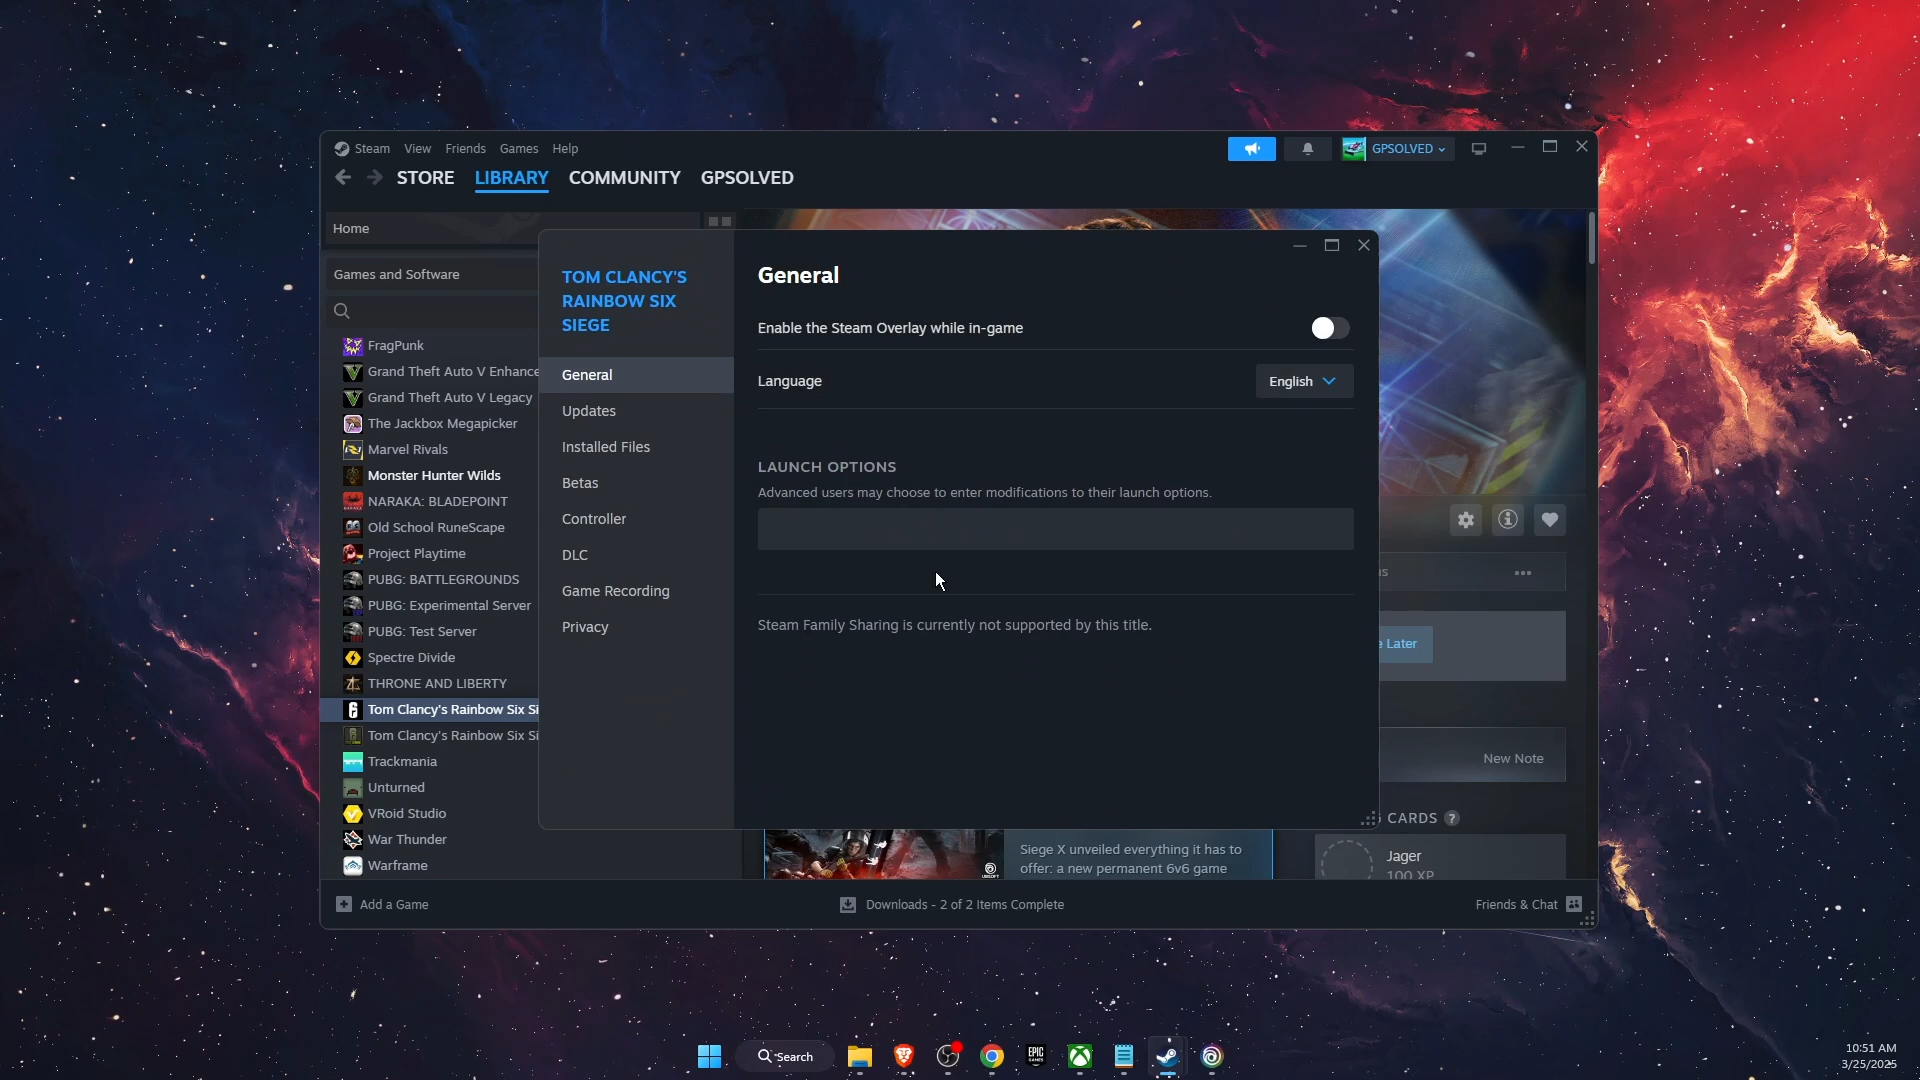 Steam View Friends Games Help
GPSOLVED
STORE LIBRARY COMMUNITY GPSOLVED
Home
Games and Software
FragPunk
Grand Theft Auto V Enhance
Grand Theft Auto V Legacy
The Jackbox Megapicker
Marvel Rivals
Monster Hunter Wilds
NARAKA: BLADEPOINT
Old School RuneScape
Project Playtime
PUBG: BATTLEGROUNDS
PUBG: Experimental Server
PUBG: Test Server
Spectre Divide
THRONE AND LIBERTY
Tom Clancy's Rainbow Six Si
Tom Clancy's Rainbow Six Si
Trackmania
Unturned
VRoid Studio
War Thunder
Warframe
TOM CLANCY'S
RAINBOW SIX
SIEGE
General
Updates
Installed Files
Betas
Controller
DLC
Game Recording
Privacy
General
Enable the Steam Overlay while in-game
Language
English
LAUNCH OPTIONS
Advanced users may choose to enter modifications to their launch options.
Steam Family Sharing is currently not supported by this title.
Later
New Note
CARDS ?
Jager
100 XP
Siege X unveiled everything it has to
offer: a new permanent 6v6 game
UBISOFT
Add a Game
Downloads - 2 of 2 Items Complete
Friends & Chat
Search
EPIC
GAMES
10:51 AM
3/25/2025